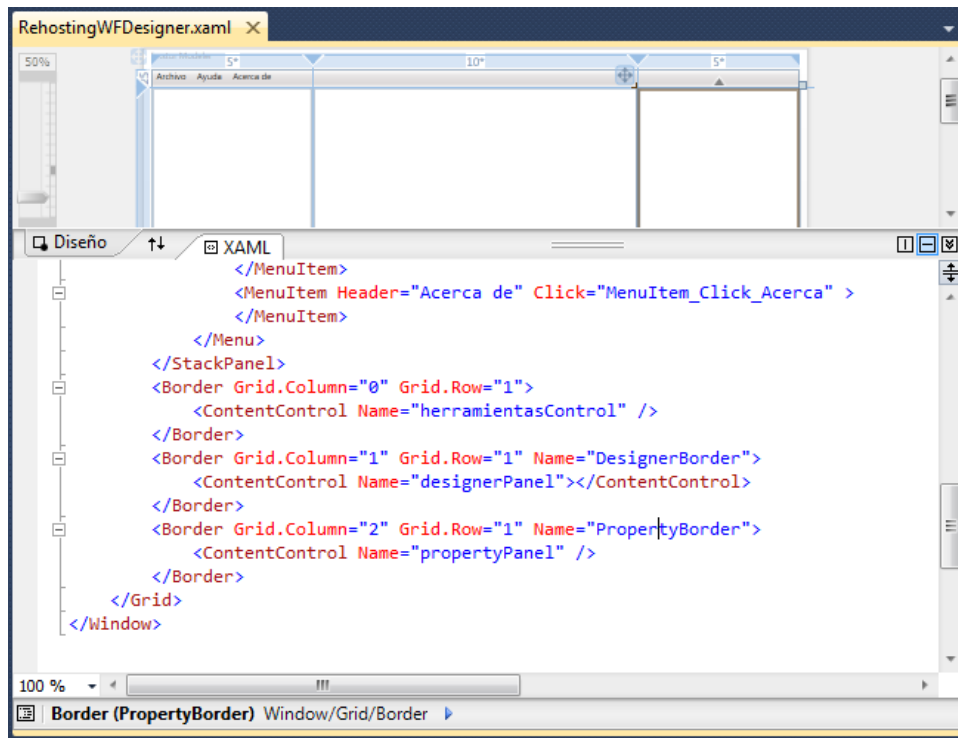 RehostingWFDesigner.xaml
50%
5*
10*
5*
Archivo Ayuda Acerca de
Diseño
XAML
</MenuItem>
<MenuItem Header="Acerca de" Click="MenuItem_Click_Acerca" >
</MenuItem>
</Menu>
</StackPanel>
<Border Grid.Column="0" Grid.Row="1">
<ContentControl Name="herramientasControl" />
</Border>
<Border Grid.Column="1" Grid.Row="1" Name="DesignerBorder">
<ContentControl Name="designerPanel"></ContentControl>
</Border>
<Border Grid.Column="2" Grid.Row="1" Name="PropertyBorder">
<ContentControl Name="propertyPanel" />
</Border>
</Grid>
</Window>
100 %
Border (PropertyBorder) Window/Grid/Border